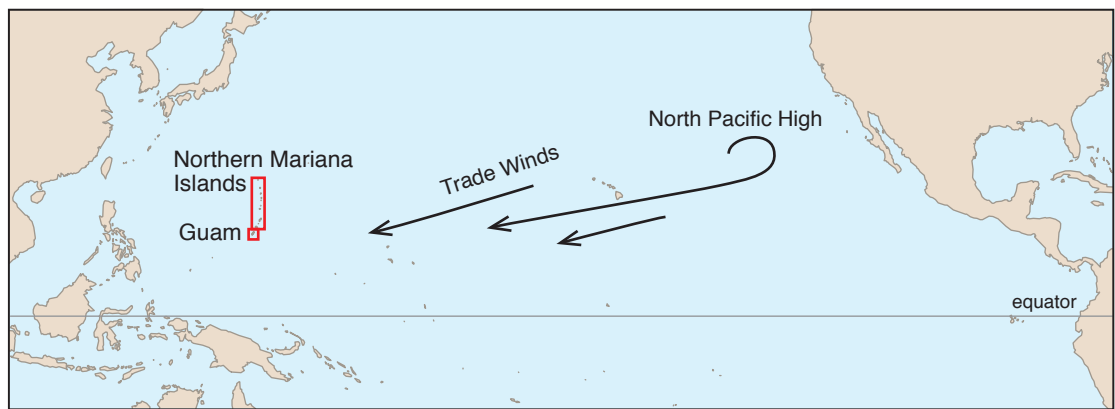 North Pacific High
Trade Winds
Northern Mariana
Islands
Guam
equator